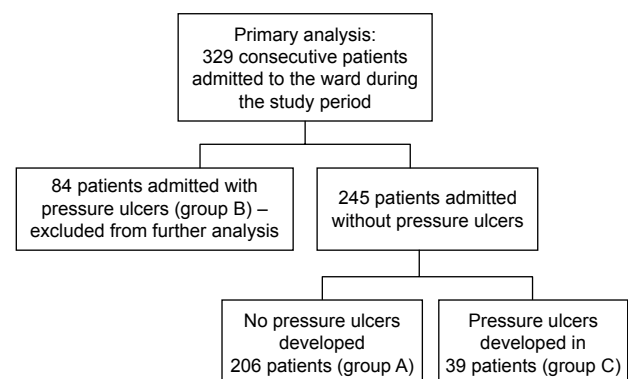 Primary analysis:
329 consecutive patients
admitted to the ward during
the study period
84 patients admitted with
pressure ulcers (group B) –
excluded from further analysis
245 patients admitted
without pressure ulcers
No pressure ulcers
developed
206 patients (group A)
Pressure ulcers
developed in
39 patients (group C)